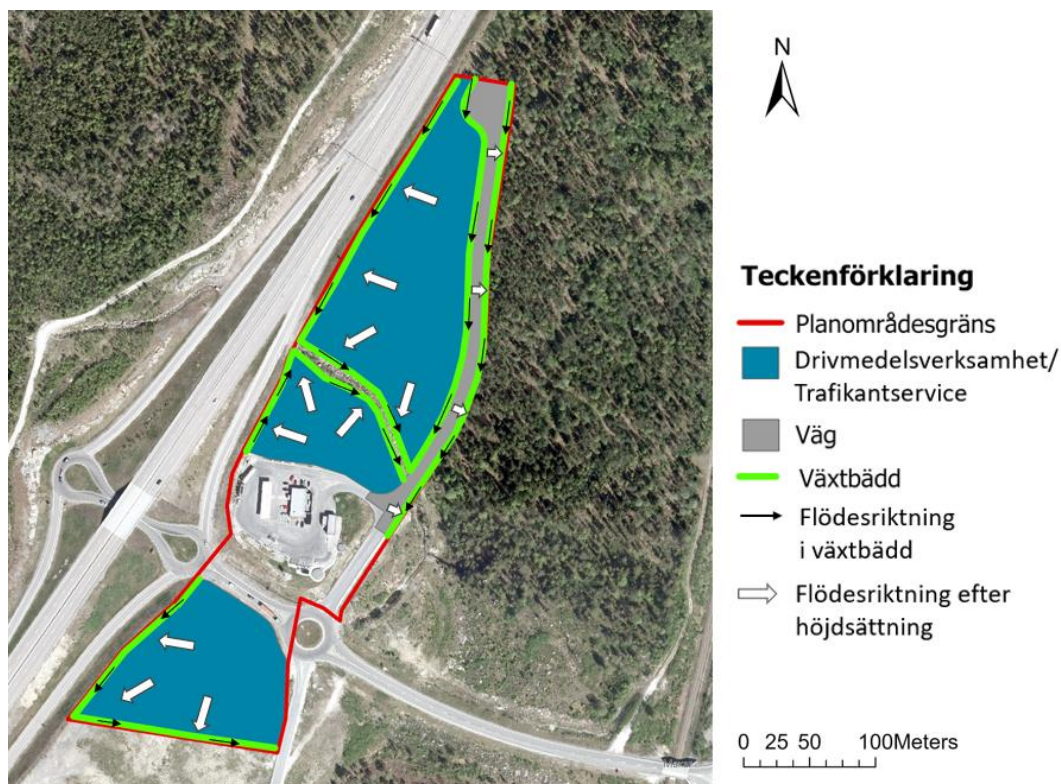 N
Teckenförklaring
Planområdesgräns
Drivmedelsverksamhet/
Trafikantservice
Väg
Växtbädd
Flödesriktning
i växtbädd
Flödesriktning efter
höjdsättning
0 25 50 100Meters